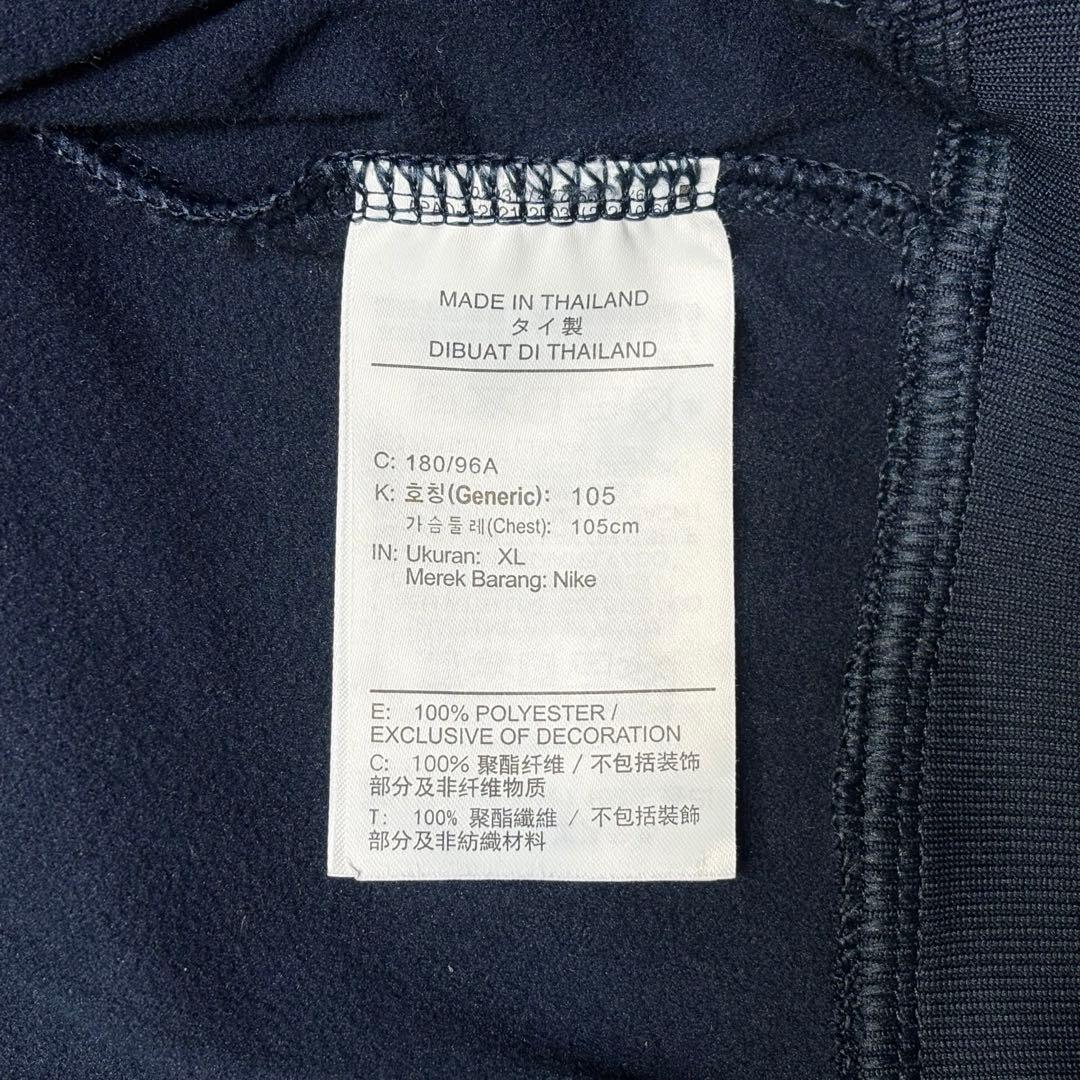 MADE IN THAILAND
タイ製
DIBUAT DI THAILAND
C: 180/96A
K: 호칭(Generic): 105
가슴둘레(Chest): 105cm
IN: Ukuran: XL
Merek Barang: Nike
E: 100% POLYESTER /
EXCLUSIVE OF DECORATION
C: 100% 聚酯纤维 / 不包括装饰
部分及非纤维物质
T: 100% 聚酯纖維 / 不包括裝飾
部分及非紡織材料